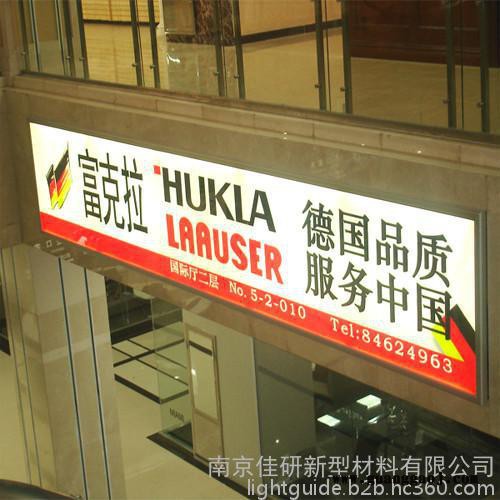 富克拉
HUKLA
LAAUSER
德国品质
服务中国
国际厅二层 No.5-2-010 Tel:84624963
南京佳研新型材料有限公司
lightguide.b2b.hc360.com